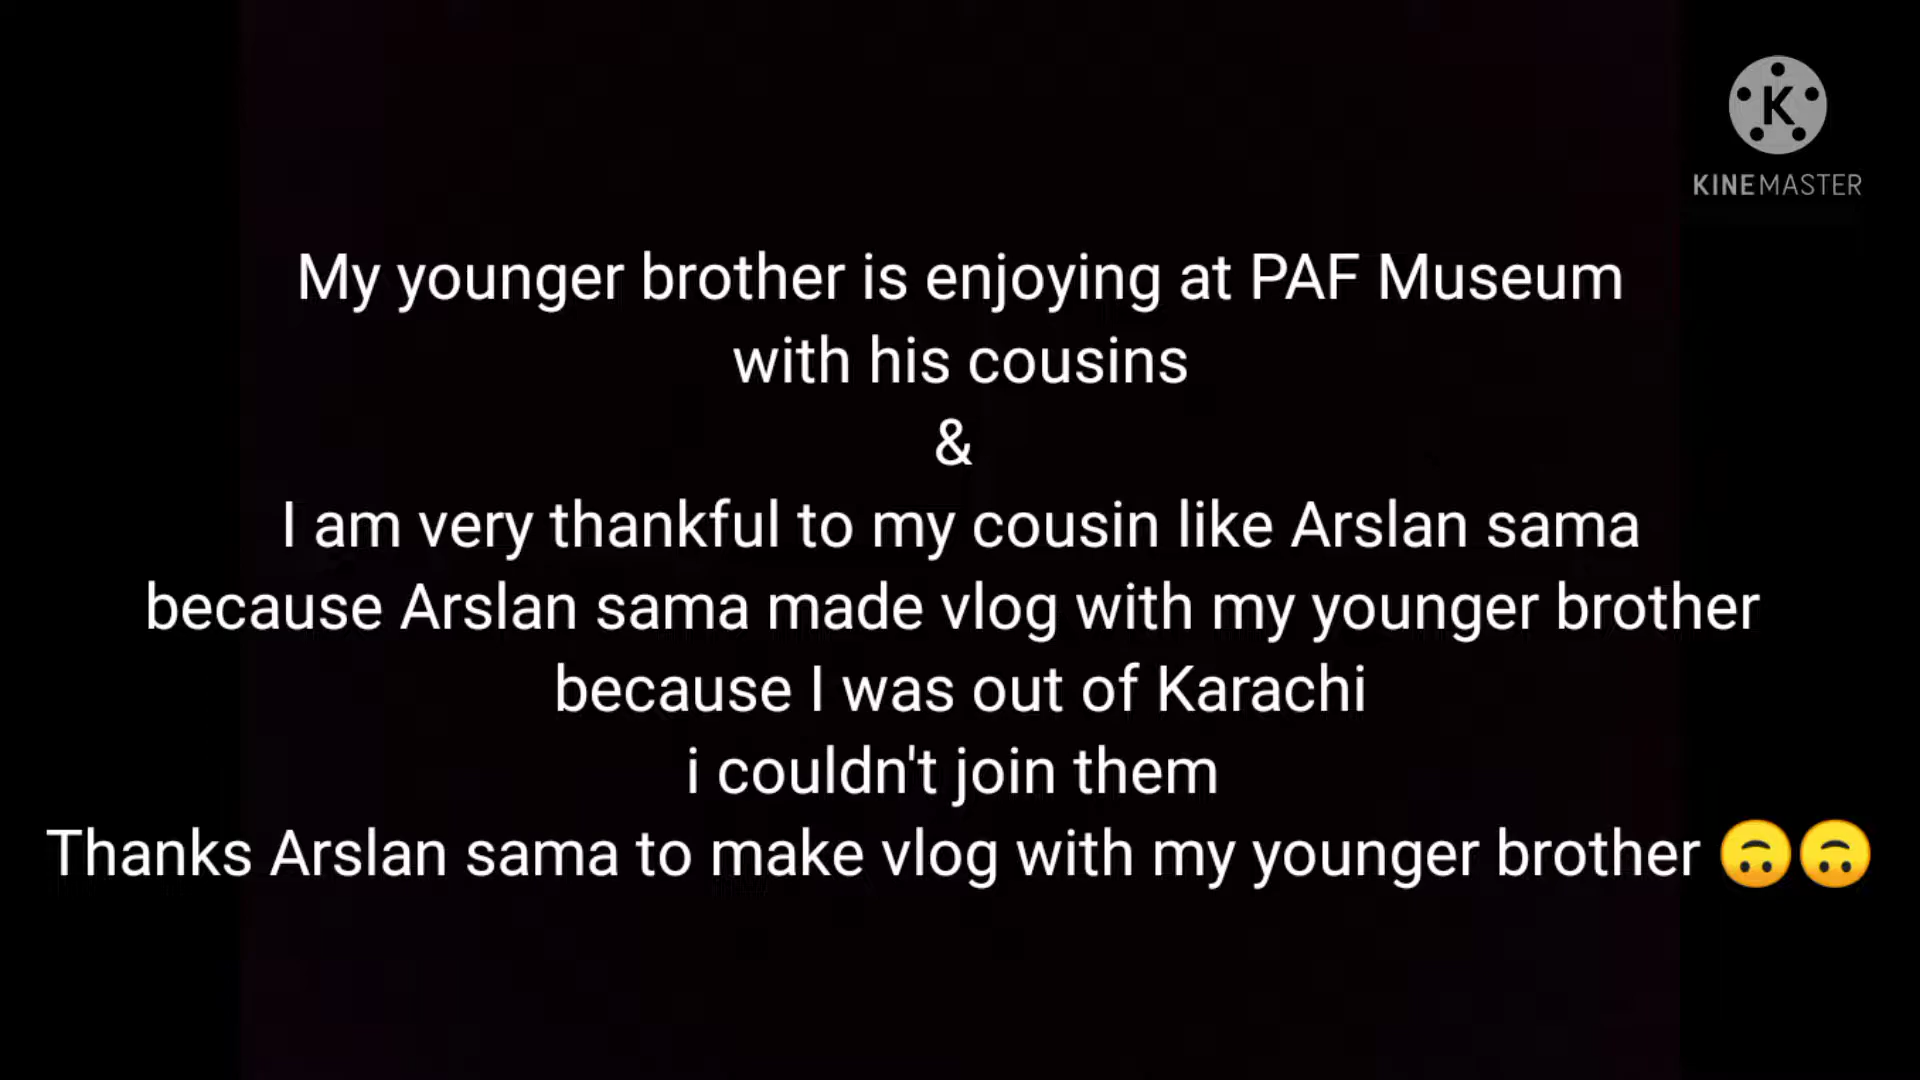 K
KINEMASTER
My younger brother is enjoying at PAF Museum
with his cousins
&
I am very thankful to my cousin like Arslan sama
because Arslan sama made vlog with my younger brother
because I was out of Karachi
i couldn't join them
Thanks Arslan sama to make vlog with my younger brother 🙃🙃